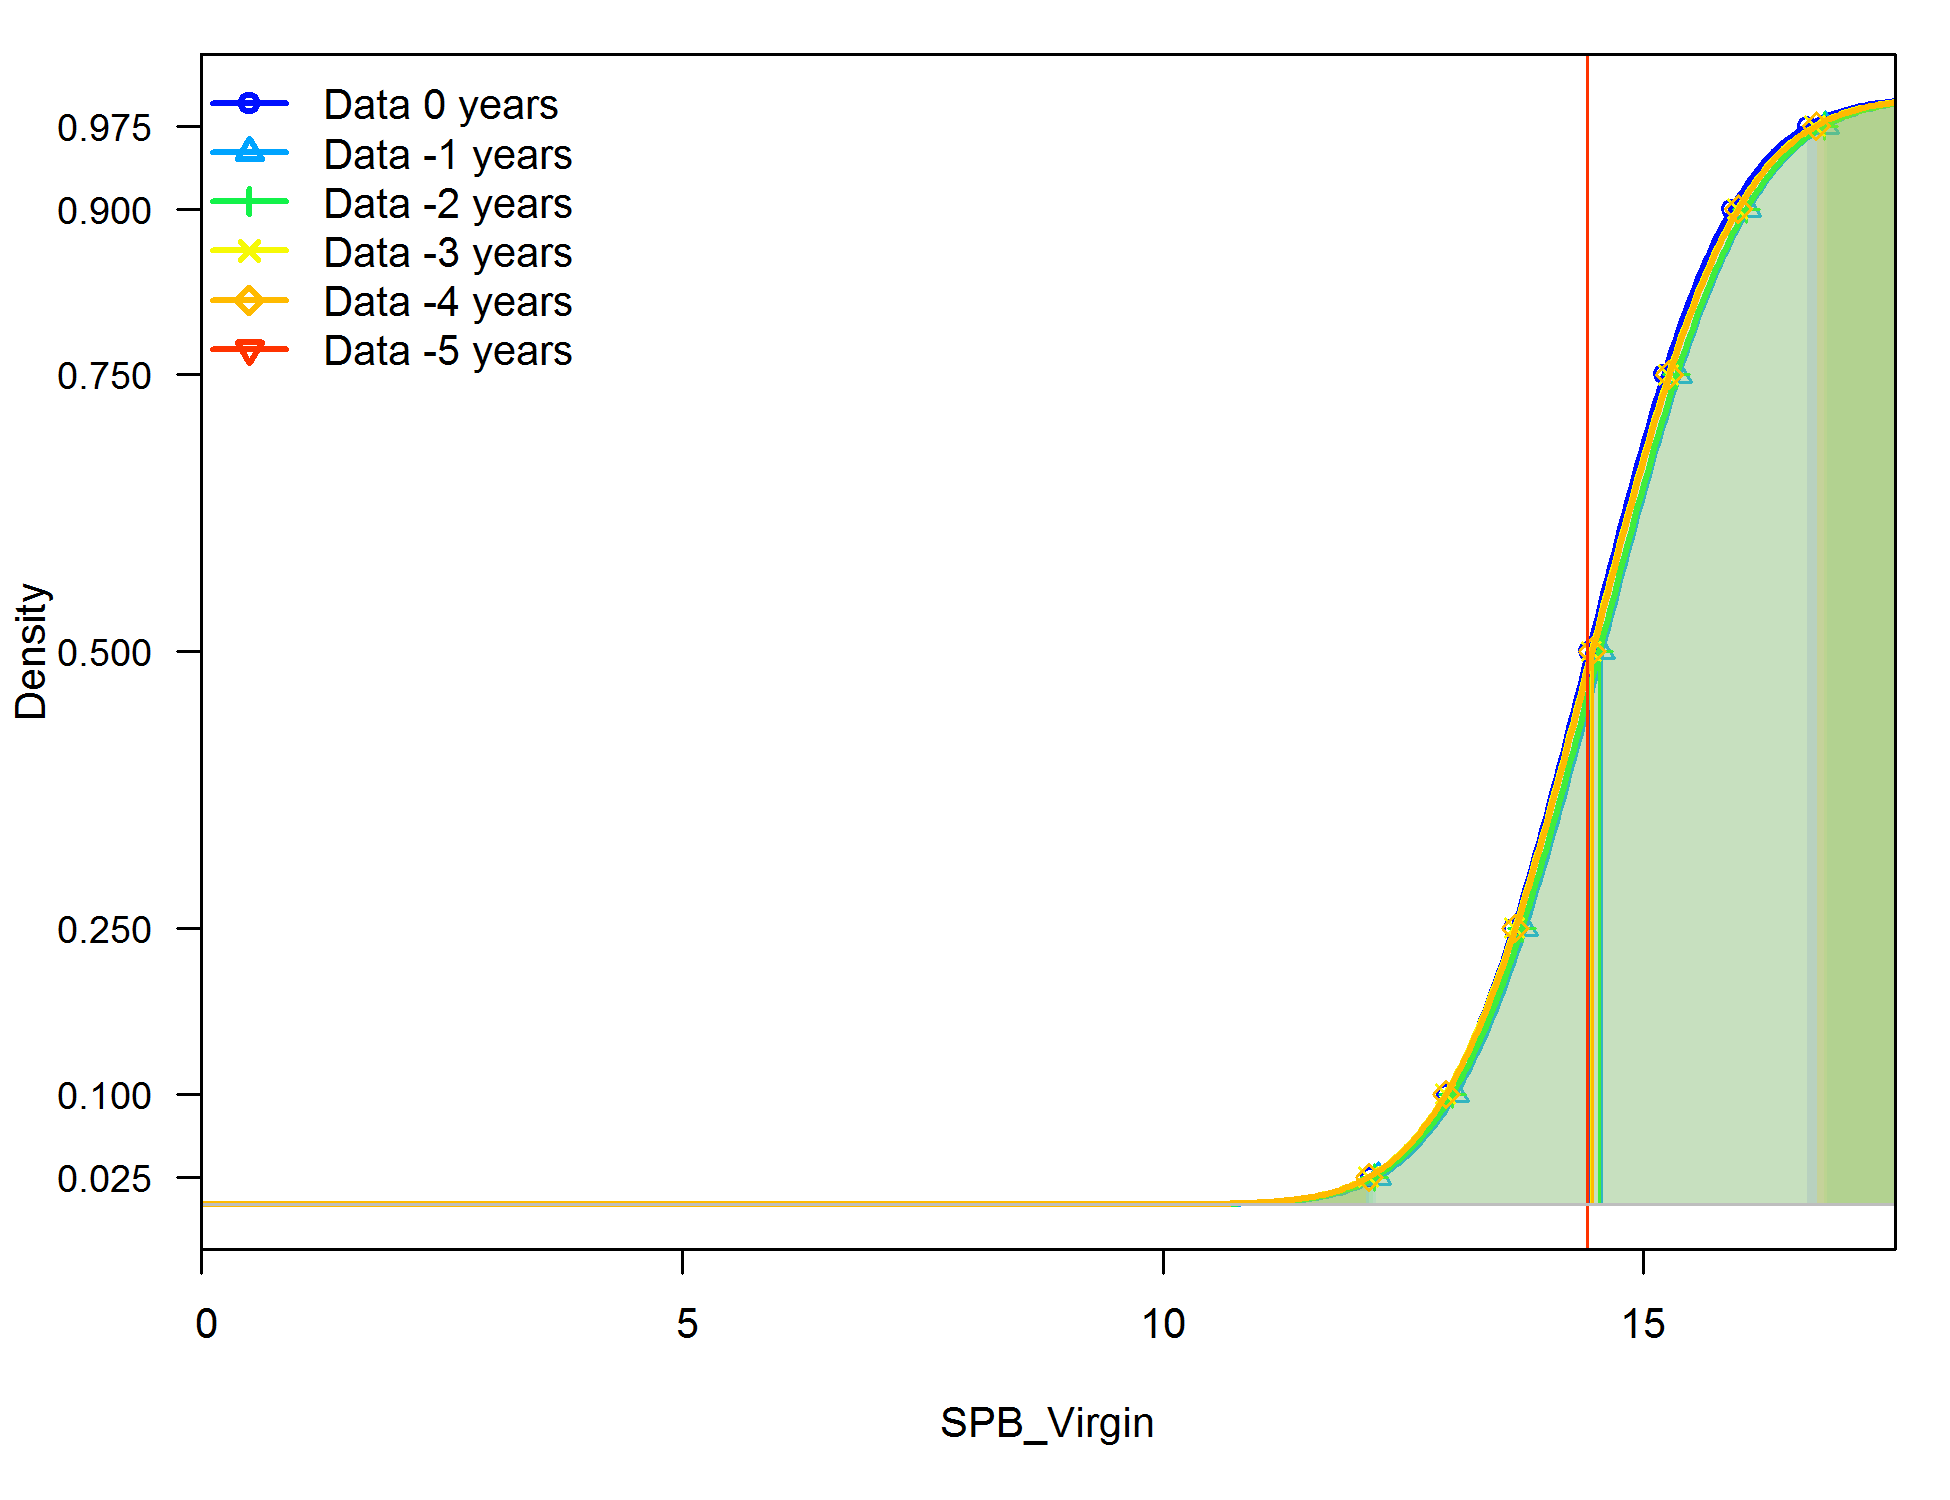 Data 0 years
Data -1 years
Data -2 years
Data -3 years
Data -4 years
Data -5 years
0.975
0.900
0.750
0.500
0.250
0.100
0.025
Density
0 5 10 15
SPB_Virgin